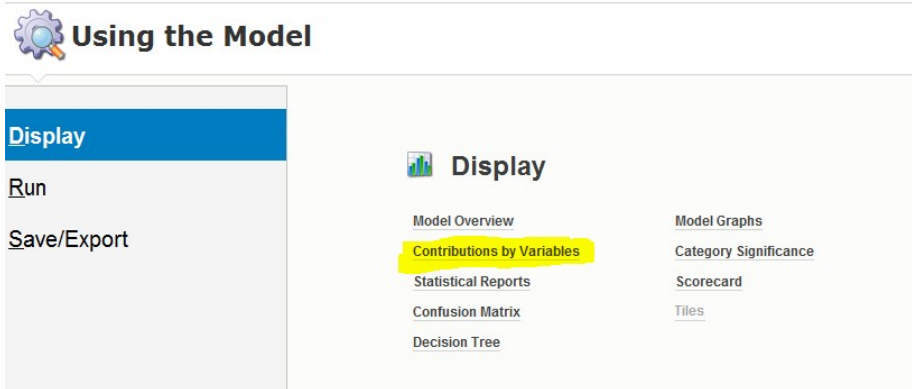 Using the Model
Display
Run
Save/Export
Display
Model Overview
Contributions by Variables
Statistical Reports
Confusion Matrix
Decision Tree
Model Graphs
Category Significance
Scorecard
Tiles